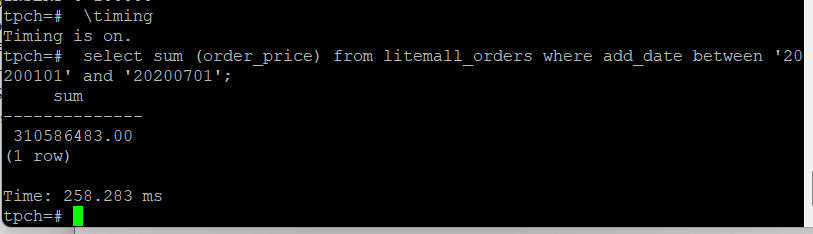 tpch=#  \timing
Timing is on.
tpch=#  select sum (order_price) from litemall_orders where add_date between '20
200101' and '20200701';
     sum
--------------
 310586483.00
(1 row)

Time: 258.283 ms
tpch=#